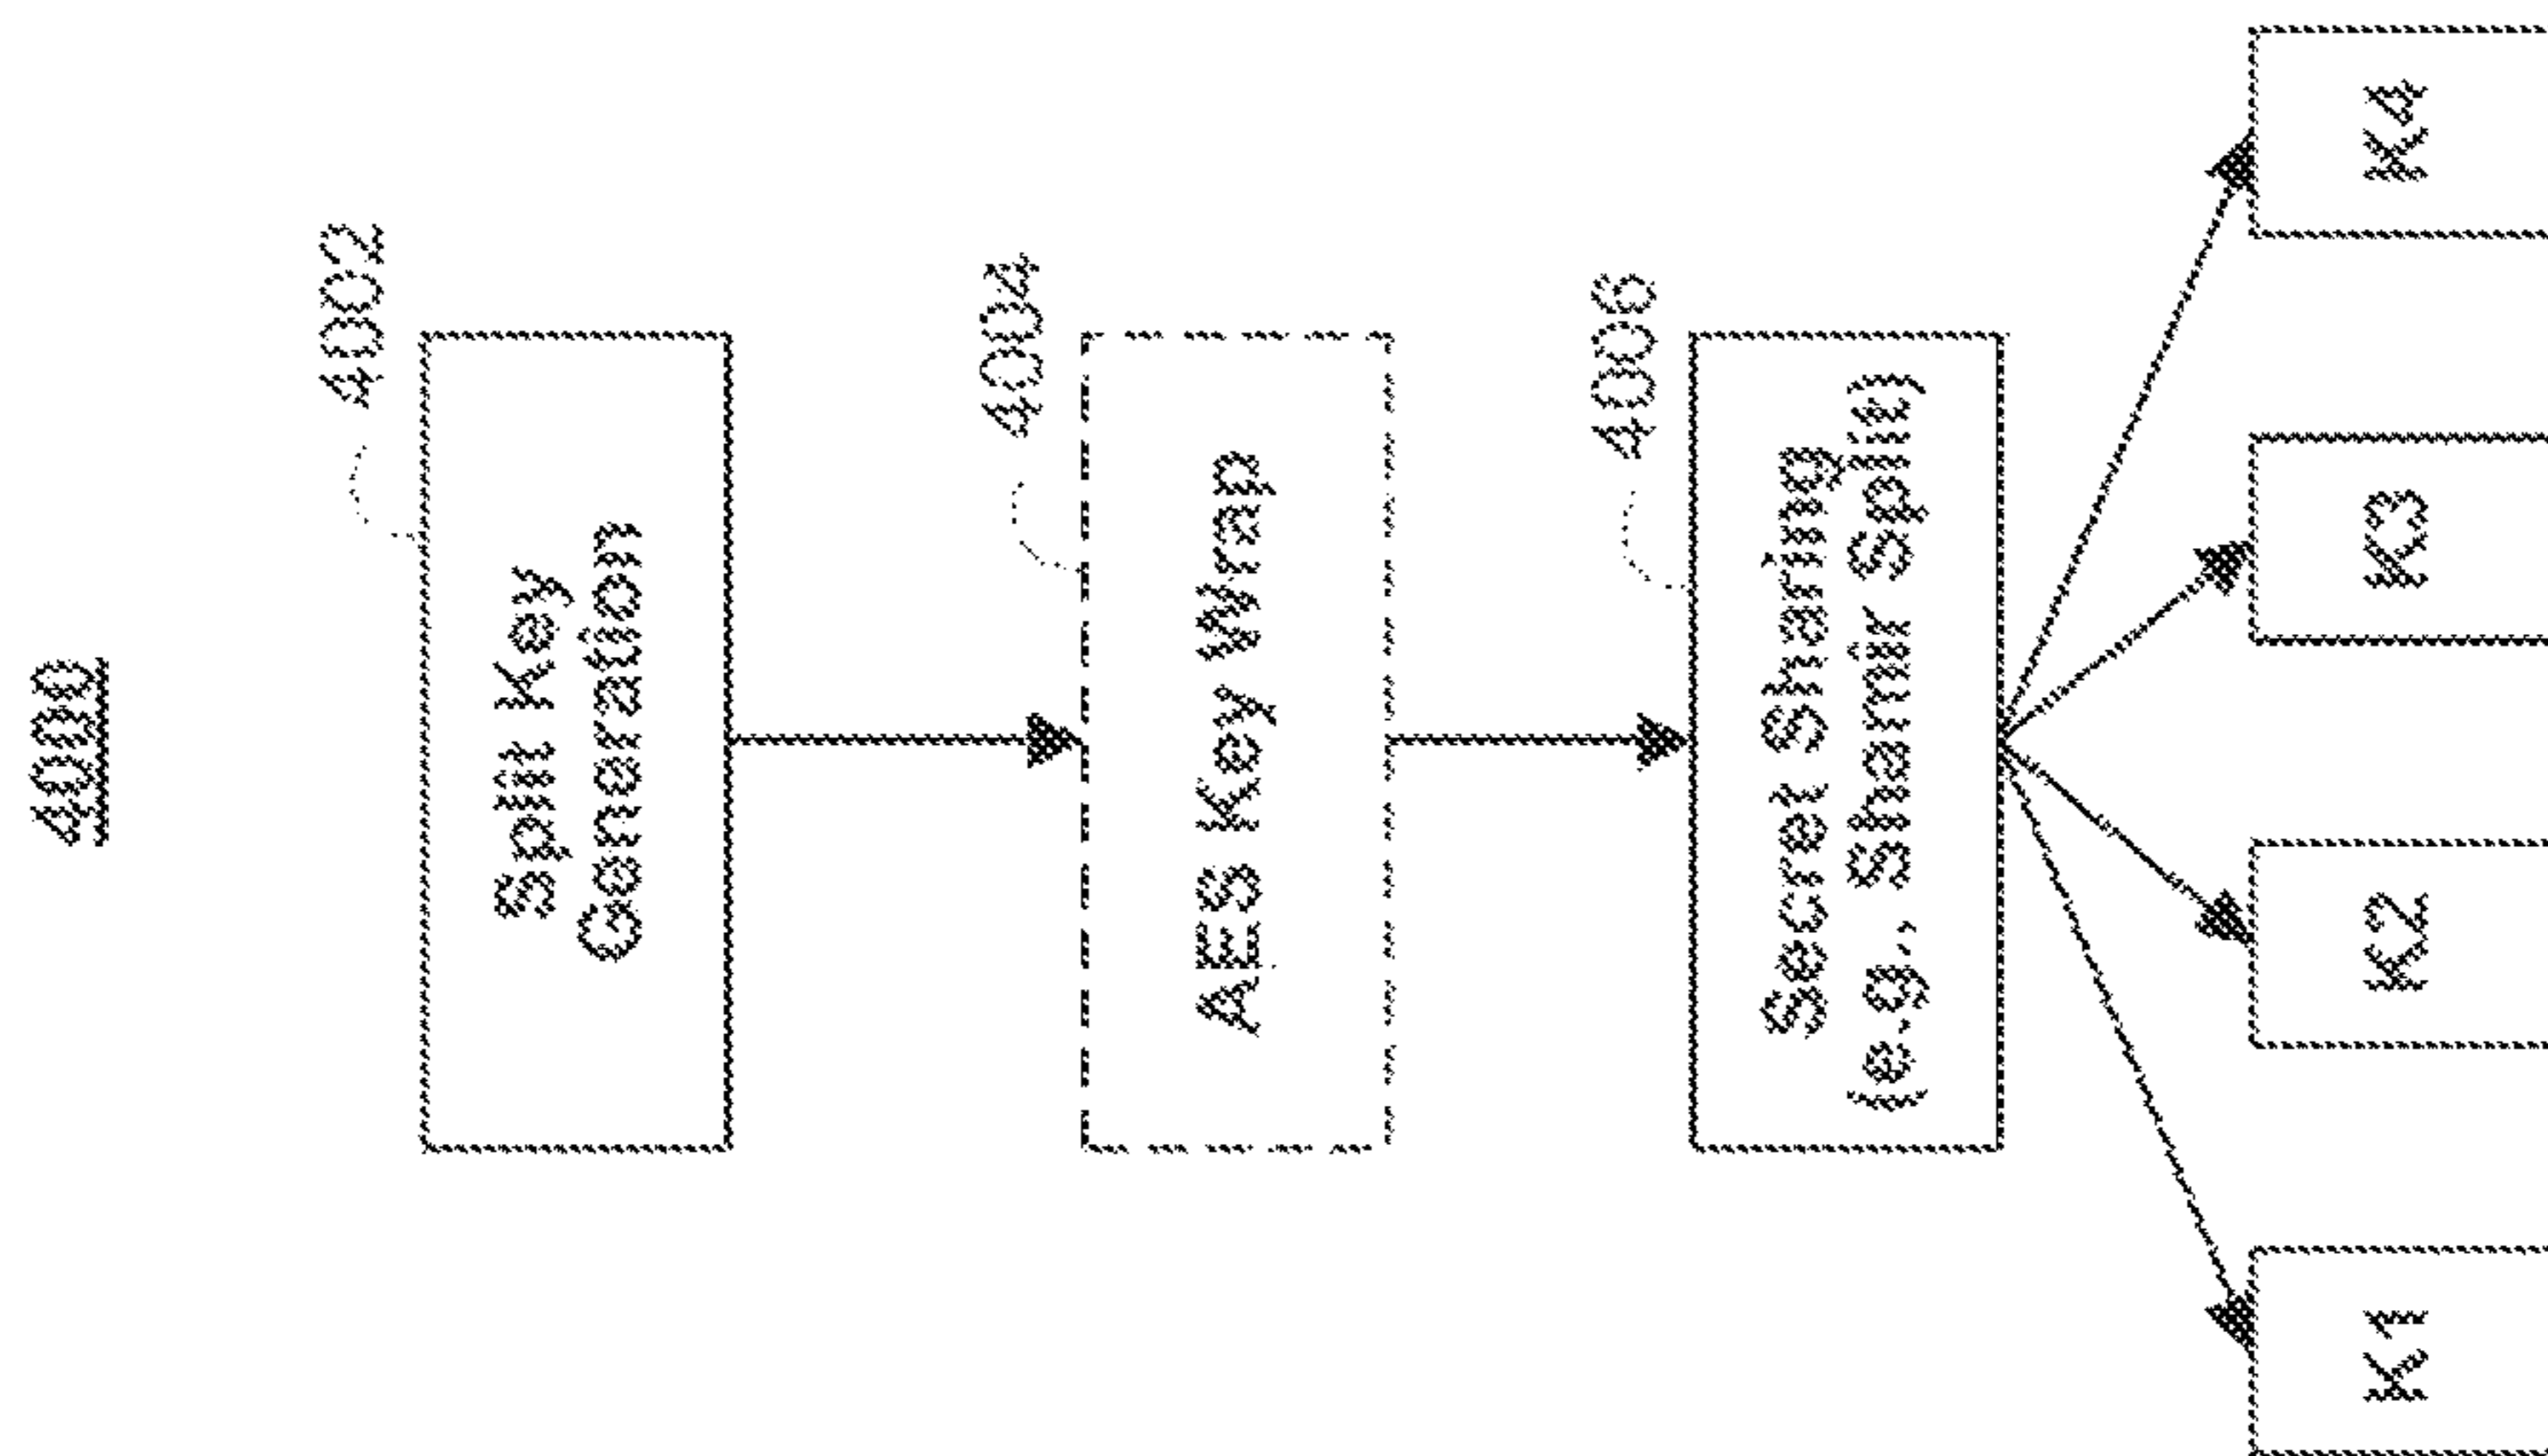 4000
4002
Split Key
Generation
4004
AES Key Wrap
4006
Secret Sharing
(e.g., Shamir Split)
K1
K2
K3
K4